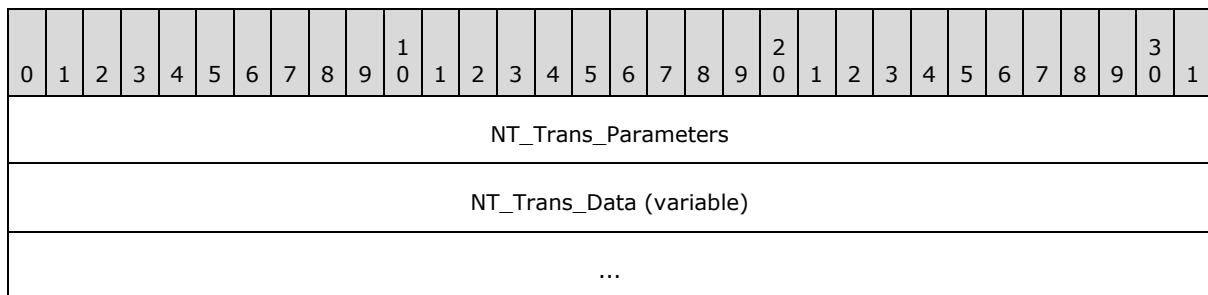 1 2 3
0 1 2 3 4 5 6 7 8 9 0 1 2 3 4 5 6 7 8 9 0 1 2 3 4 5 6 7 8 9 0 1
NT_Trans_Parameters
NT_Trans_Data (variable)
...